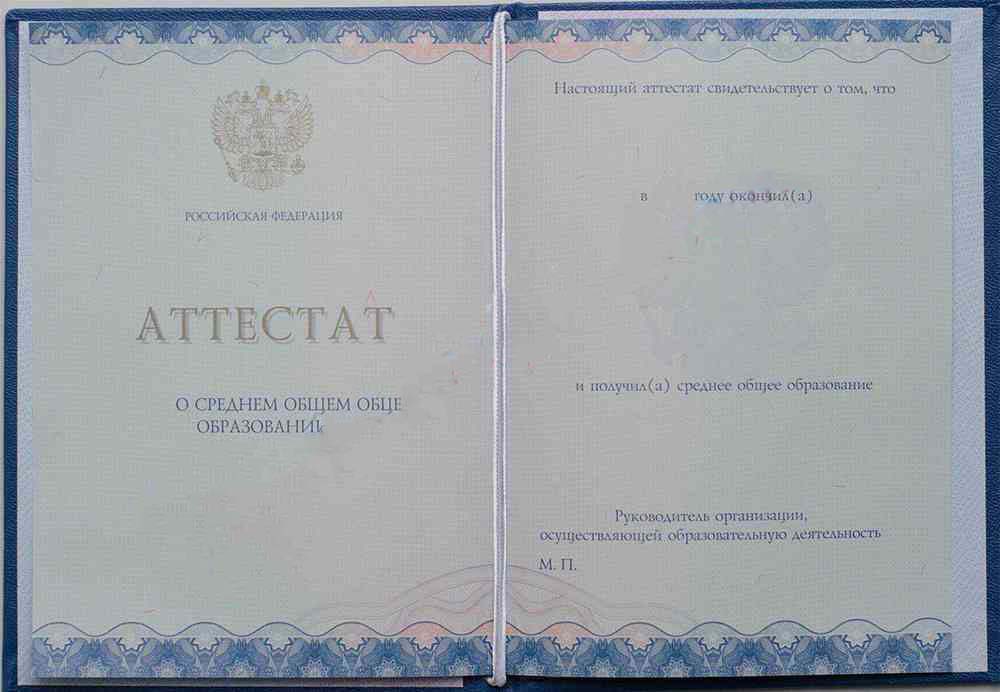 РОССИЙСКАЯ ФЕДЕРАЦИЯ
АТТЕСТАТ
О СРЕДНЕМ ОБЩЕМ ОБЦЕ
ОБРАЗОВАНИ
Настоящий аттестат свидетельствует о том, что
в году окончил(а)
и получил(а) среднее общее образование
Руководитель организации,
осуществляющей образовательную деятельность
М. П.